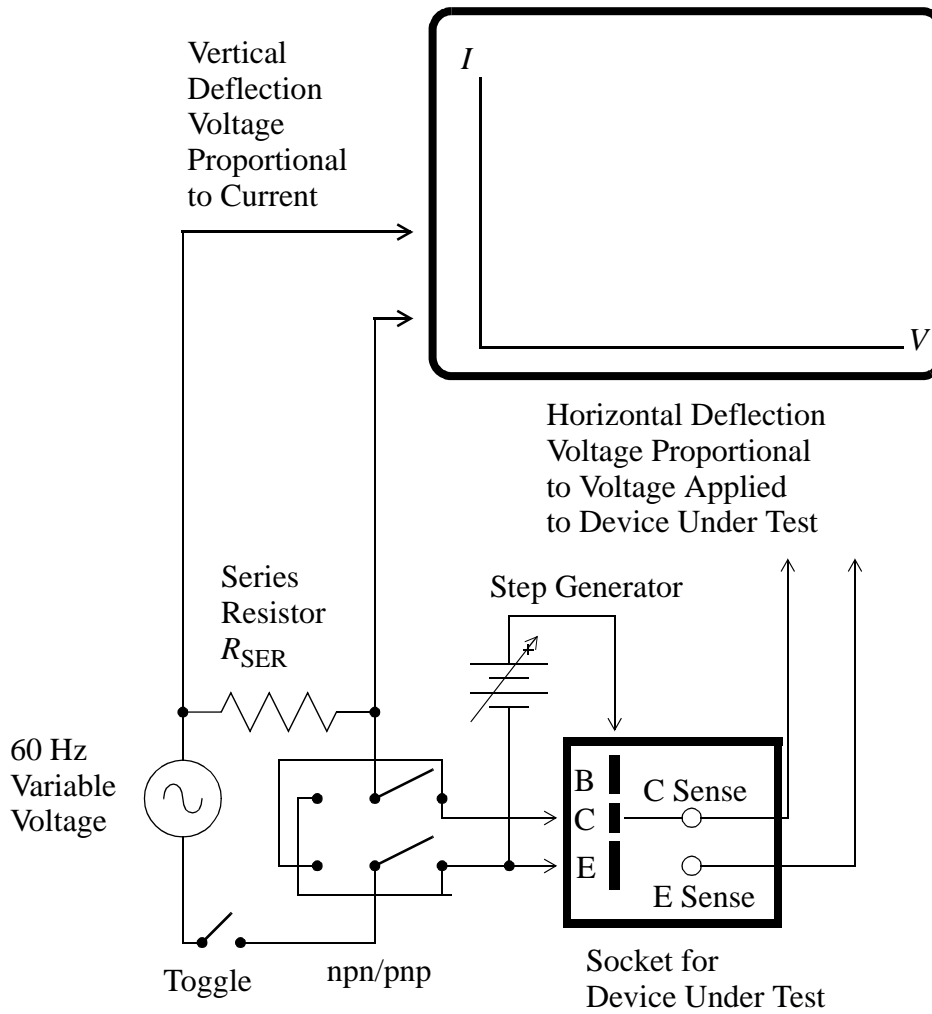 Vertical
Deflection
Voltage
Proportional
to Current
I
V
Horizontal Deflection
Voltage Proportional
to Voltage Applied
to Device Under Test
Series
Resistor
RSER
Step Generator
+
60 Hz
Variable
Voltage
B
C
E
C Sense
E Sense
Toggle
npn/pnp
Socket for
Device Under Test